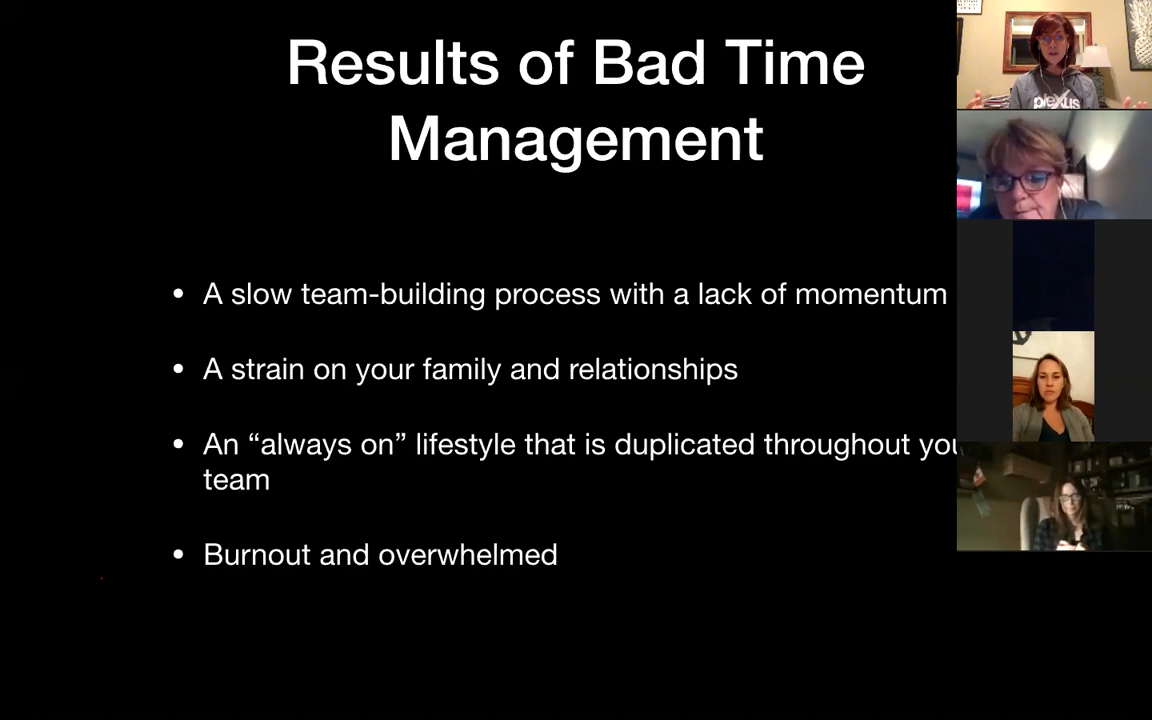 Results of Bad Time
Management
• A slow team-building process with a lack of momentum
• A strain on your family and relationships
• An “always on” lifestyle that is duplicated throughout
team
• Burnout and overwhelmed
plexus